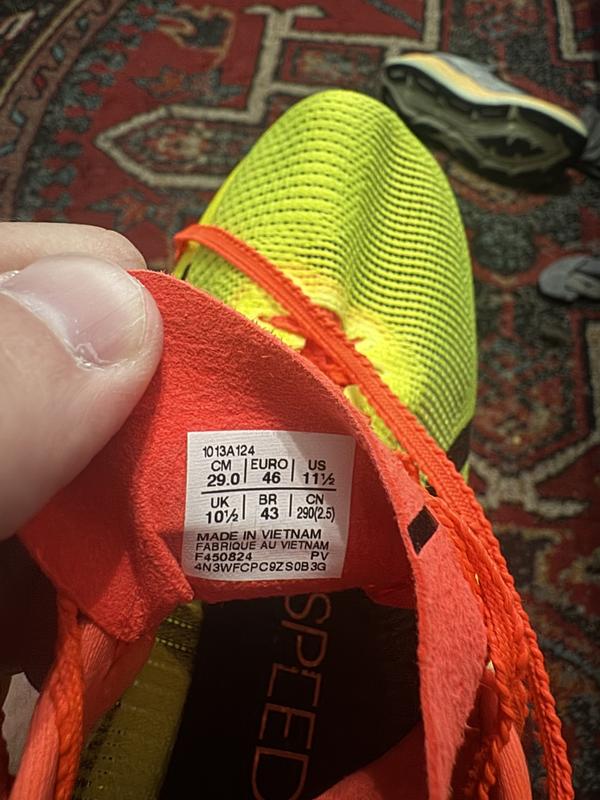 1013A124
CM EURO US
29.0 46 11½
UK BR CN
10½ 43 290(2.5)
MADE IN VIETNAM
FABRIQUE AU VIETNAM
F450824 PV
4N3WFCPC9ZS0B3G
SPEED